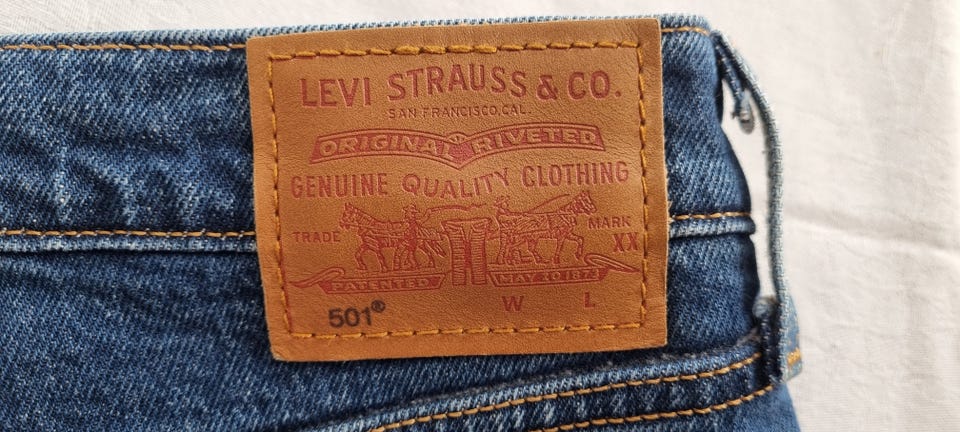 LEVI STRAUSS & CO.
SAN FRANCISCO, CAL.
ORIGINAL RIVETED
GENUINE QUALITY CLOTHING
TRADE MARK
XX
PATENTED MAY 20 1873
501® W L